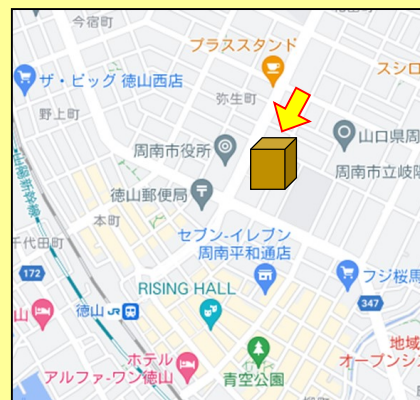 今宿町
プラススタンド
スシロ
ザ・ビッグ 徳山西店
弥生町
野上町
周南市役所
山口県周
周南市立岐陽
徳山郵便局
本町
千代田町
セブン-イレブン
周南平和通店
172
フジ桜馬
RISING HALL
347
徳山 JR
山
地域
オープンシ
ホテル
アルファ-ワン徳山
青空公園